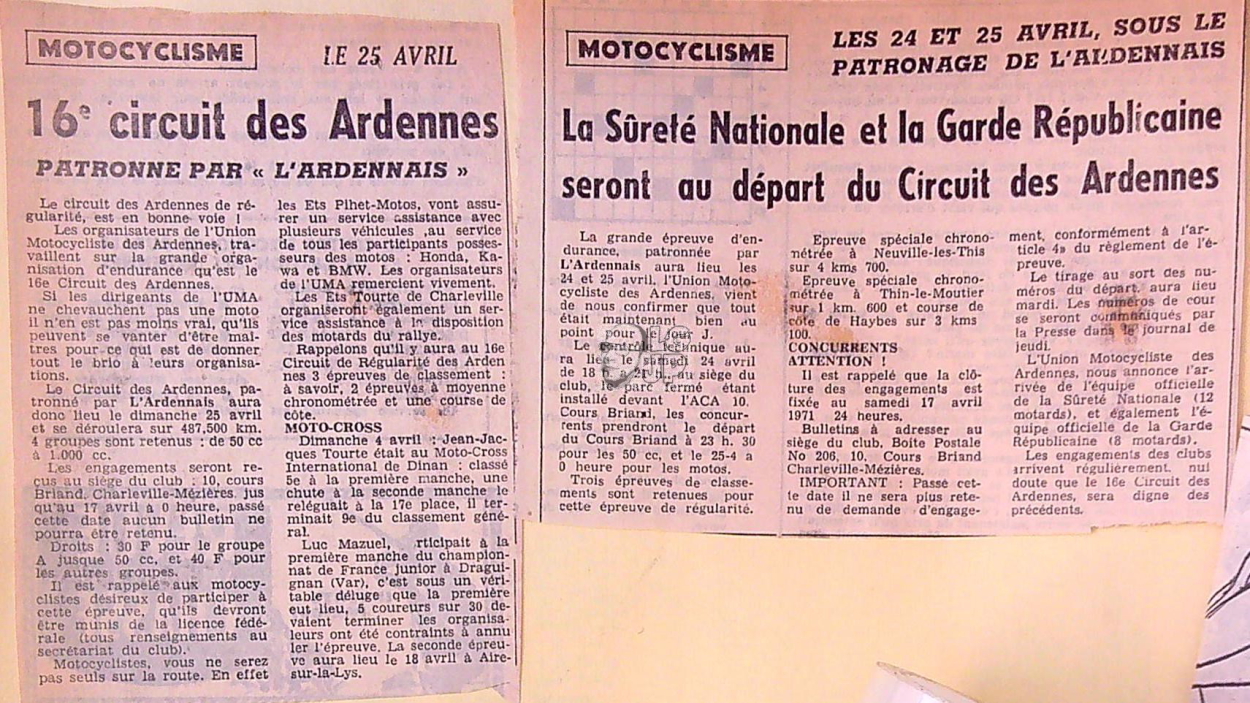 MOTOCYCLISME
LE 25 AVRIL
16e circuit des Ardennes
PATRONNE PAR « L'ARDENNAIS »
Le circuit des Ardennes de ré-
gularité, est en bonne voie !
Les organisateurs de l'Union
Motocycliste des Ardennes, tra-
vaillent sur la grande orga-
nisation d'endurance qu'est le
16e Circuit des Ardennes.
Si les dirigeants de l'UMA
ne chevauchent pas une moto
il n'en est pas moins vrai, qu'ils
peuvent se vanter d'être maî-
tres pour ce qui est de donner
tout le brio à leurs organisa-
tions.
Le Circuit des Ardennes, pa-
tronné par L'Ardennais aura
donc lieu le dimanche 25 avril
et se déroulera sur 487,500 km.
4 groupes sont retenus : de 50 cc
à 1.000 cc.
Les engagements seront re-
çus au siège du club : 10, cours
Briand, Charleville-Mézières, jus
qu'au 17 avril à 0 heure, passé
cette date aucun bulletin ne
pourra être retenu.
Droits : 30 F pour le groupe
A jusque 50 cc, et 40 F pour
les autres groupes.
Il est rappelé aux motocy-
clistes désireux de participer à
cette épreuve, qu'ils devront
être munis de la licence fédé-
rale (tous renseignements au
secrétariat du club).
Motocyclistes, vous ne serez
pas seuls sur la route. En effet
les Ets Pihet-Motos, vont assu-
rer un service assistance avec
plusieurs véhicules ,au service
de tous les participants posses-
seurs des motos : Honda, Ka-
wa et BMW. Les organisateurs
de l'UMA remercient vivement.
Les Ets Tourte de Charleville
organiseront également un ser-
vice assistance à la disposition
des motards du rallye.
Rappelons qu'il y aura au 16e
Circuit de Régularité des Arden
nes 3 épreuves de classement :
à savoir, 2 épreuves à moyenne
chronométrée et une course de
côte.
MOTO-CROSS
Dimanche 4 avril : Jean-Jac-
ques Tourte était au Moto-Cross
International de Dinan : classé
5e à la première manche, une
chute à la seconde manche le
reléguait à la 17e place, il ter-
minait 9e du classement géné-
ral.
Luc Mazuel, rticipait à la
première manche du champion-
nat de France junior à Dragui-
gnan (Var), c'est sous un véri-
table déluge que la première
eut lieu, 5 coureurs sur 30 de-
vaient terminer les organisa-
leurs ont été contraints à annu
ler l'épreuve. La seconde épreu-
ve aura lieu le 18 avril à Aire-
sur-la-Lys.
MOTOCYCLISME
LES 24 ET 25 AVRIL, SOUS LE
PATRONAGE DE L'ARDENNAIS
La Sûreté Nationale et la Garde Républicaine
seront au départ du Circuit des Ardennes
La grande épreuve d'en-
durance, patronnée par
L'Ardennais aura lieu les
24 et 25 avril, l'Union Moto-
cycliste des Ardennes, vient
de nous confirmer que tout
était maintenant bien au
point pour le jour J.
Le contrôle technique au-
ra lieu le samedi 24 avril
de 18 h. à 21 h., au siège du
club, le parc fermé étant
installé devant l'ACA 10.
Cours Briand, les concur-
rents prendront le départ
du Cours Briand à 23 h. 30
pour les 50 cc, et le 25-4 a
0 heure pour les motos.
Trois épreuves de classe-
ments sont retenues pour
cette épreuve de régularité.
Epreuve spéciale chrono-
métrée à Neuville-les-This
sur 4 kms 700.
Epreuve spéciale chrono-
métrée à Thin-le-Moutier
sur 1 km. 600 et course de
côte de Haybes sur 3 kms
100.
CONCURRENTS
ATTENTION !
Il est rappelé que la clô-
ture des engagements est
fixée au samedi 17 avril
1971 24 heures.
Bulletins à adresser au
siège du club. Boîte Postale
No 206, 10. Cours Briand
Charleville-Mézières.
IMPORTANT : Passé cet-
te date il ne sera plus rete-
nu de demande d'engage-
ment, conformément à l'ar-
ticle 4» du règlement de l'é-
preuve.
Le tirage au sort des nu-
méros du départ, aura lieu
mardi. Les numéros de cour
se seront communiqués par
la Presse dans le journal de
jeudi.
L'Union Motocycliste des
Ardennes, nous annonce l'ar-
rivée de l'équipe officielle
de la Sûreté Nationale (12
motards), et également l'é-
quipe officielle de la Garde
Républicaine (8 motards).
Les engagements des clubs
arrivent régulièrement. nul
doute que le 16e Circuit des
Ardennes, sera digne des
précédents.